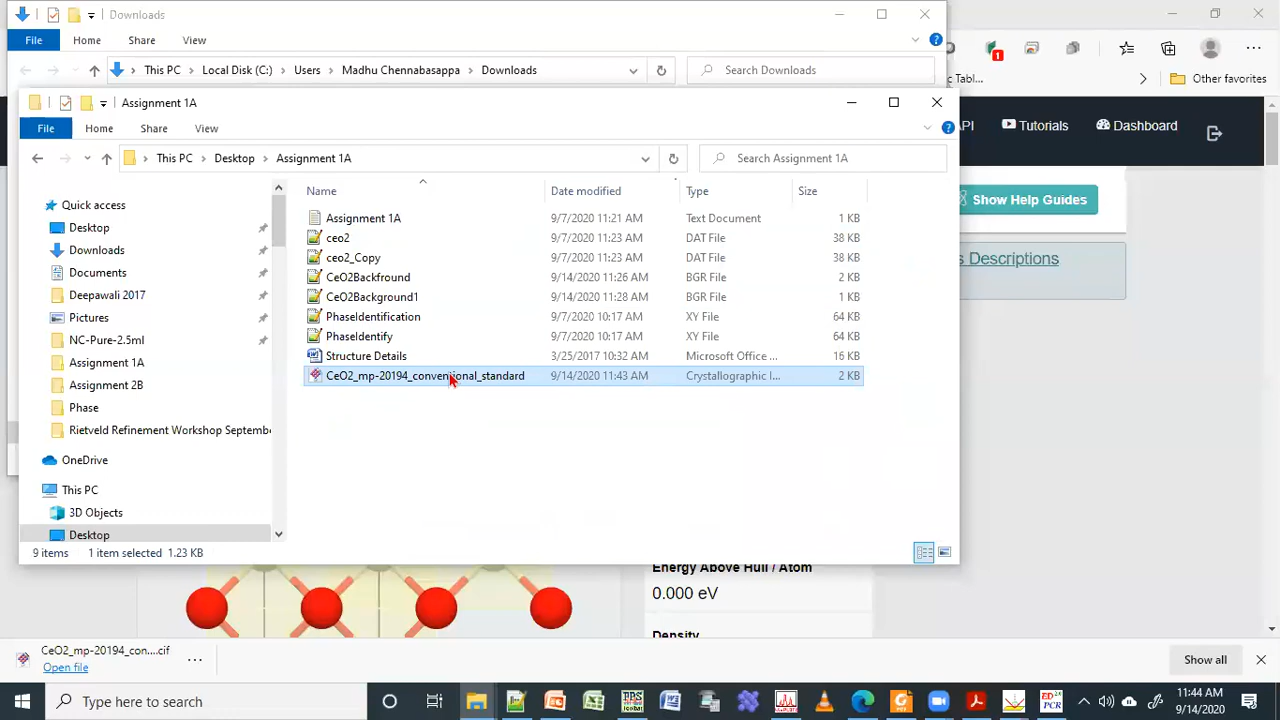 Downloads
File Home Share View
This PC Local Disk (C:) Users Madhu Chennabasappa Downloads Search Downloads
1
c Tabl... Other favorites
Assignment 1A
File Home Share View
API Tutorials Dashboard
This PC Desktop Assignment 1A Search Assignment 1A
Name Date modified Type Size
Show Help Guides
Quick access
Assignment 1A 9/7/2020 11:21 AM Text Document 1 KB
Desktop
ceo2 9/7/2020 11:23 AM DAT File 38 KB
Downloads
ceo2_Copy 9/7/2020 11:23 AM DAT File 38 KB
s Descriptions
Documents
CeO2Backfround 9/14/2020 11:26 AM BGR File 2 KB
Deepawali 2017
CeO2Background1 9/14/2020 11:28 AM BGR File 1 KB
Pictures
PhaseIdentification 9/7/2020 10:17 AM XY File 64 KB
NC-Pure-2.5ml
PhaseIdentify 9/7/2020 10:17 AM XY File 64 KB
Assignment 1A
Structure Details 3/25/2017 10:32 AM Microsoft Office ... 16 KB
Assignment 2B
CeO2_mp-20194_conventional_standard 9/14/2020 11:43 AM Crystallographic I... 2 KB
Phase
Rietveld Refinement Workshop Septembe
OneDrive
This PC
3D Objects
Desktop
9 items 1 item selected 1.23 KB
Energy Above Hull / Atom
0.000 eV
Density
CeO2_mp-20194_con....cif
Open file
Show all
Type here to search
11:44 AM
9/14/2020